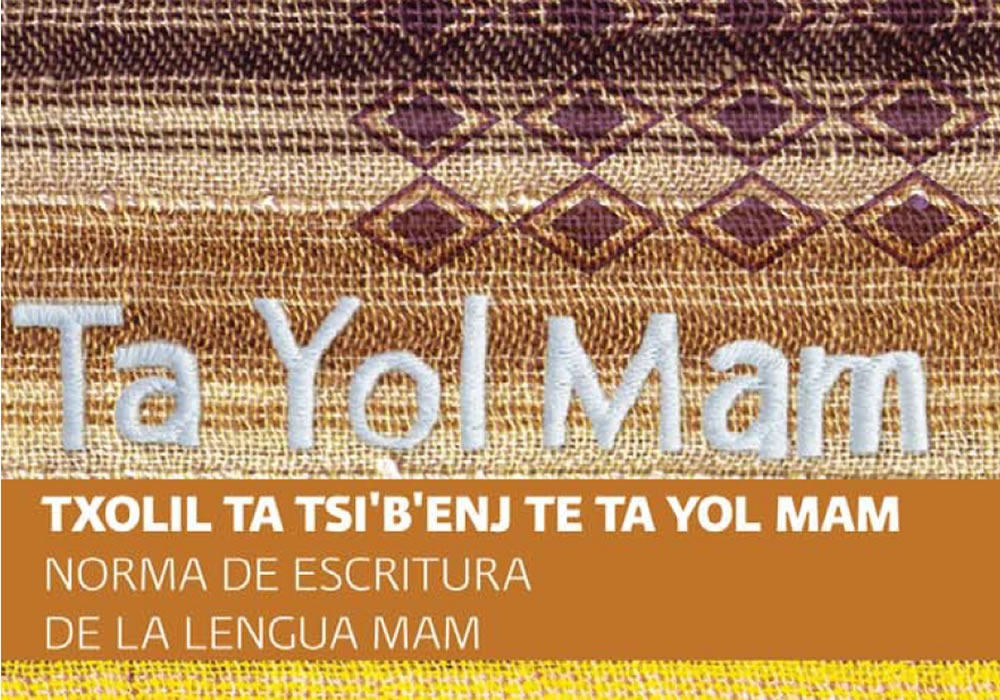 Ta Yol Mam
TXOLIL TA TSI'B'ENJ TE TA YOL MAM
NORMA DE ESCRITURA
DE LA LENGUA MAM